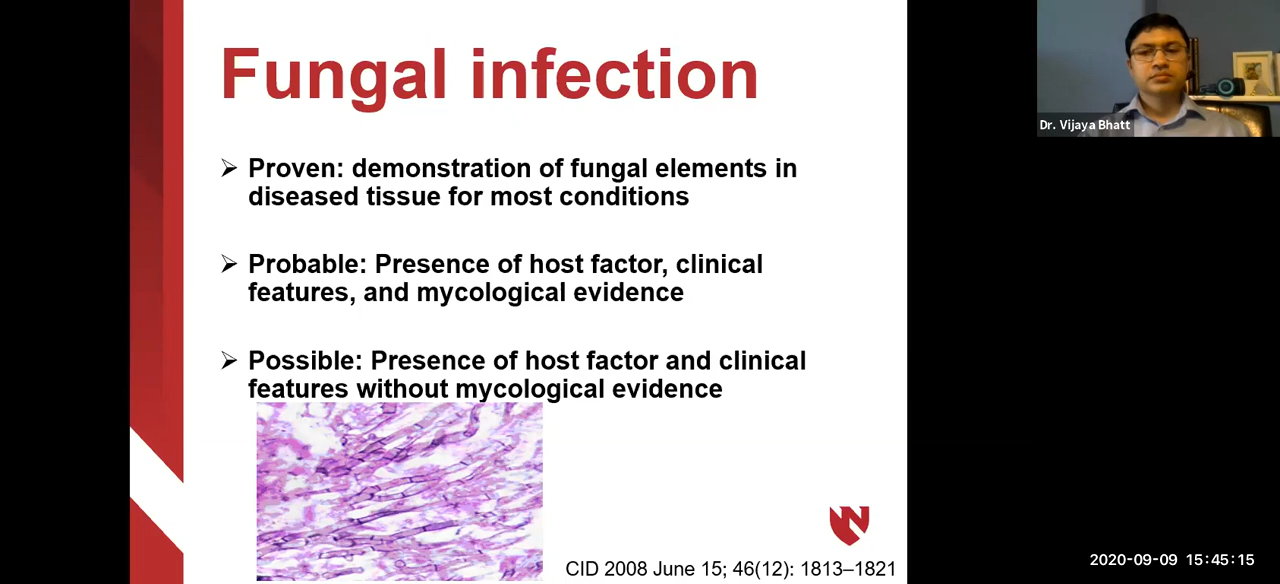 Fungal infection
Proven: demonstration of fungal elements in
diseased tissue for most conditions
Probable: Presence of host factor, clinical
features, and mycological evidence
Possible: Presence of host factor and clinical
features without mycological evidence
CID 2008 June 15; 46(12): 1813–1821
Dr. Vijaya Bhatt
2020-09-09 15:45:15